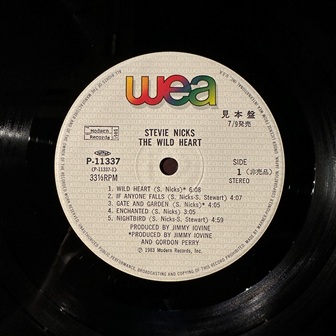 wea
見本盤
7/9発売
STEVIE NICKS
THE WILD HEART
Modern Records
P-11337
(P-11337-1)
33⅓RPM
SIDE
1 (非売品)
STEREO
1. WILD HEART (S. Nicks)* 6:08
2. IF ANYONE FALLS (S. Nicks-S. Stewart) 4:07
3. GATE AND GARDEN (S. Nicks)* 4:05
4. ENCHANTED (S. Nicks) 3:05
5. NIGHTBIRD (S. Nicks-S. Stewart) 4:59
PRODUCED BY JIMMY IOVINE
*PRODUCED BY JIMMY IOVINE
AND GORDON PERRY
℗ 1983 Modern Records, Inc.